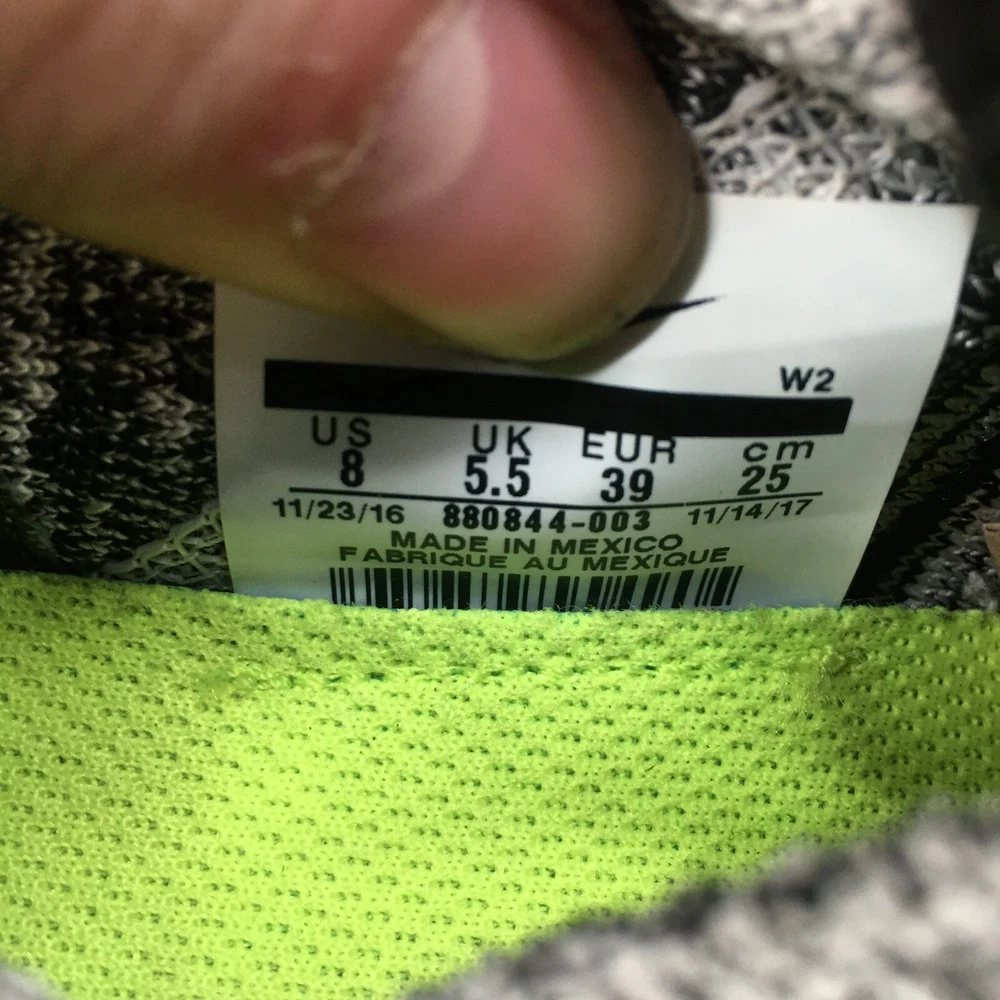 W2
US UK EUR cm
8 5.5 39 25
11/23/16 880844-003 11/14/17
MADE IN MEXICO
FABRIQUE AU MEXIQUE